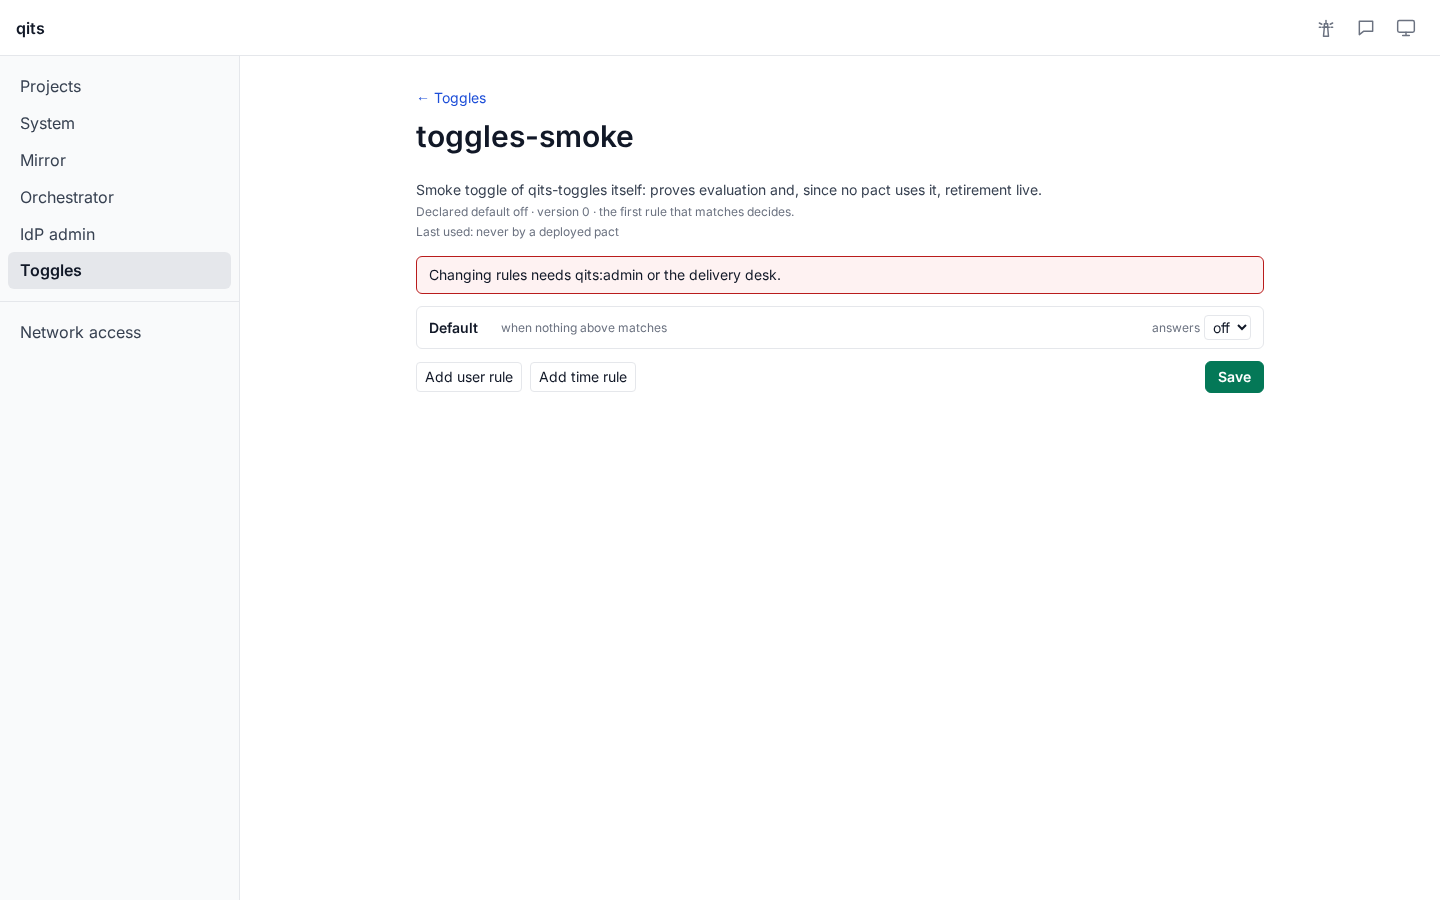 qits
Projects
System
Mirror
Orchestrator
IdP admin
Toggles
Network access
← Toggles
toggles-smoke
Smoke toggle of qits-toggles itself: proves evaluation and, since no pact uses it, retirement live.
Declared default off · version 0 · the first rule that matches decides.
Last used: never by a deployed pact
Changing rules needs qits:admin or the delivery desk.
Default when nothing above matches answers off
Add user rule Add time rule Save